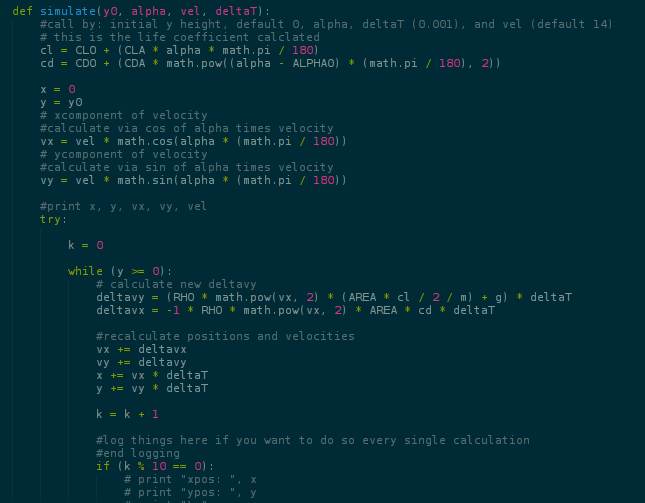 def simulate(y0, alpha, vel, deltaT):
#call by: initial y height, default 0, alpha, deltaT (0.001), and vel (default 14)
# this is the life coefficient calclated
cl = CL0 + (CLA * alpha * math.pi / 180)
cd = CD0 + (CDA * math.pow((alpha - ALPHA0) * (math.pi / 180), 2))
x = 0
y = y0
# xcomponent of velocity
#calculate via cos of alpha times velocity
vx = vel * math.cos(alpha * (math.pi / 180))
# ycomponent of velocity
#calculate via sin of alpha times velocity
vy = vel * math.sin(alpha * (math.pi / 180))
#print x, y, vx, vy, vel
try:
k = 0
while (y >= 0):
# calculate new deltavy
deltavy = (RHO * math.pow(vx, 2) * (AREA * cl / 2 / m) + g) * deltaT
deltavx = -1 * RHO * math.pow(vx, 2) * AREA * cd * deltaT
#recalculate positions and velocities
vx += deltavx
vy += deltavy
x += vx * deltaT
y += vy * deltaT
k = k + 1
#log things here if you want to do so every single calculation
#end logging
if (k % 10 == 0):
# print "xpos: ", x
# print "ypos: ", y